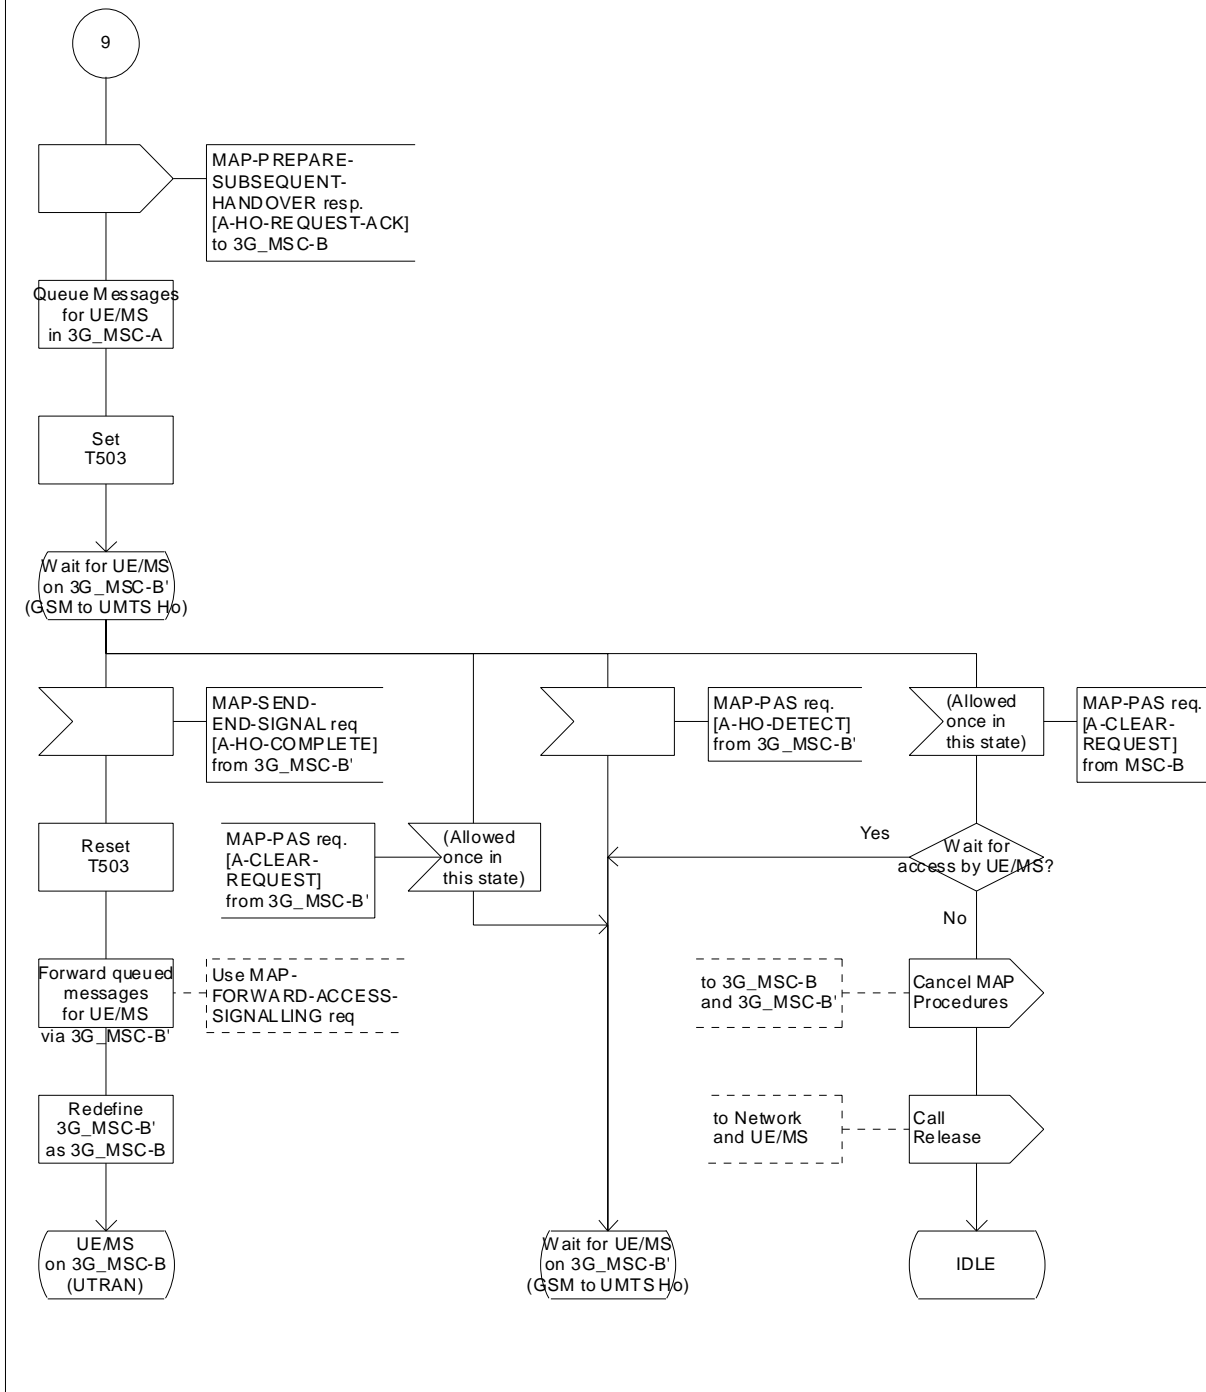 9
MAP-PREPARE-
SUBSEQUENT-
HANDOVER resp.
[A-HO-REQUEST-ACK]
to 3G_MSC-B
Queue Messages
for UE/MS
in 3G_MSC-A
Set
T503
Wait for UE/MS
on 3G_MSC-B'
(GSM to UMTS Ho)
MAP-SEND-
END-SIGNAL req
[A-HO-COMPLETE]
from 3G_MSC-B'
MAP-PAS req.
[A-HO-DETECT]
from 3G_MSC-B'
(Allowed
once in
this state)
MAP-PAS req.
[A-CLEAR-
REQUEST]
from MSC-B
Reset
T503
MAP-PAS req.
[A-CLEAR-
REQUEST]
from 3G_MSC-B'
(Allowed
once in
this state)
Yes
Wait for
access by UE/MS?
No
Forward queued
messages
for UE/MS
via 3G_MSC-B'
Use MAP-
FORWARD-ACCESS-
SIGNALLING req
to 3G_MSC-B
and 3G_MSC-B'
Cancel MAP
Procedures
Redefine
3G_MSC-B'
as 3G_MSC-B
to Network
and UE/MS
Call
Release
UE/MS
on 3G_MSC-B
(UTRAN)
Wait for UE/MS
on 3G_MSC-B'
(GSM to UMTS Ho)
IDLE